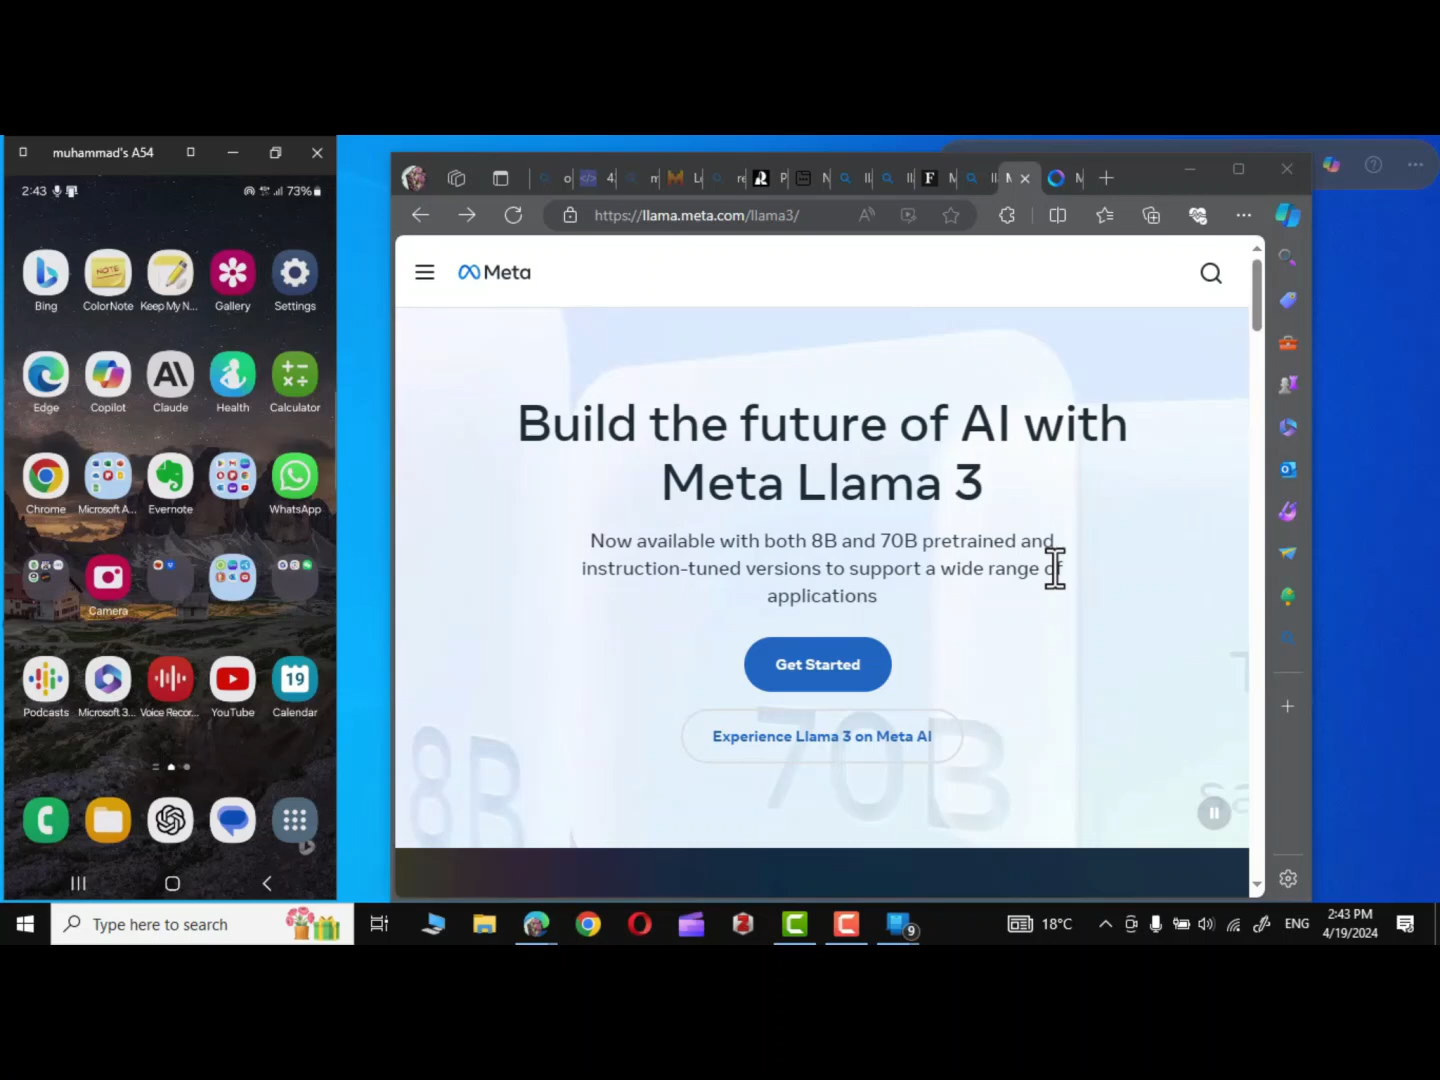 muhammad's A54
2:43
73%
Bing
ColorNote
Keep My N...
Gallery
Settings
NOTE
Edge
Copilot
Claude
Health
Calculator
Chrome
Microsoft A...
Evernote
WhatsApp
Camera
Podcasts
Microsoft 3...
Voice Recor...
YouTube
19
Calendar
https://llama.meta.com/llama3/
Meta
Build the future of AI with
Meta Llama 3
Now available with both 8B and 70B pretrained and
instruction-tuned versions to support a wide range of
applications
Get Started
Experience Llama 3 on Meta AI
8B
70B
Type here to search
9
18°C
ENG
2:43 PM
4/19/2024